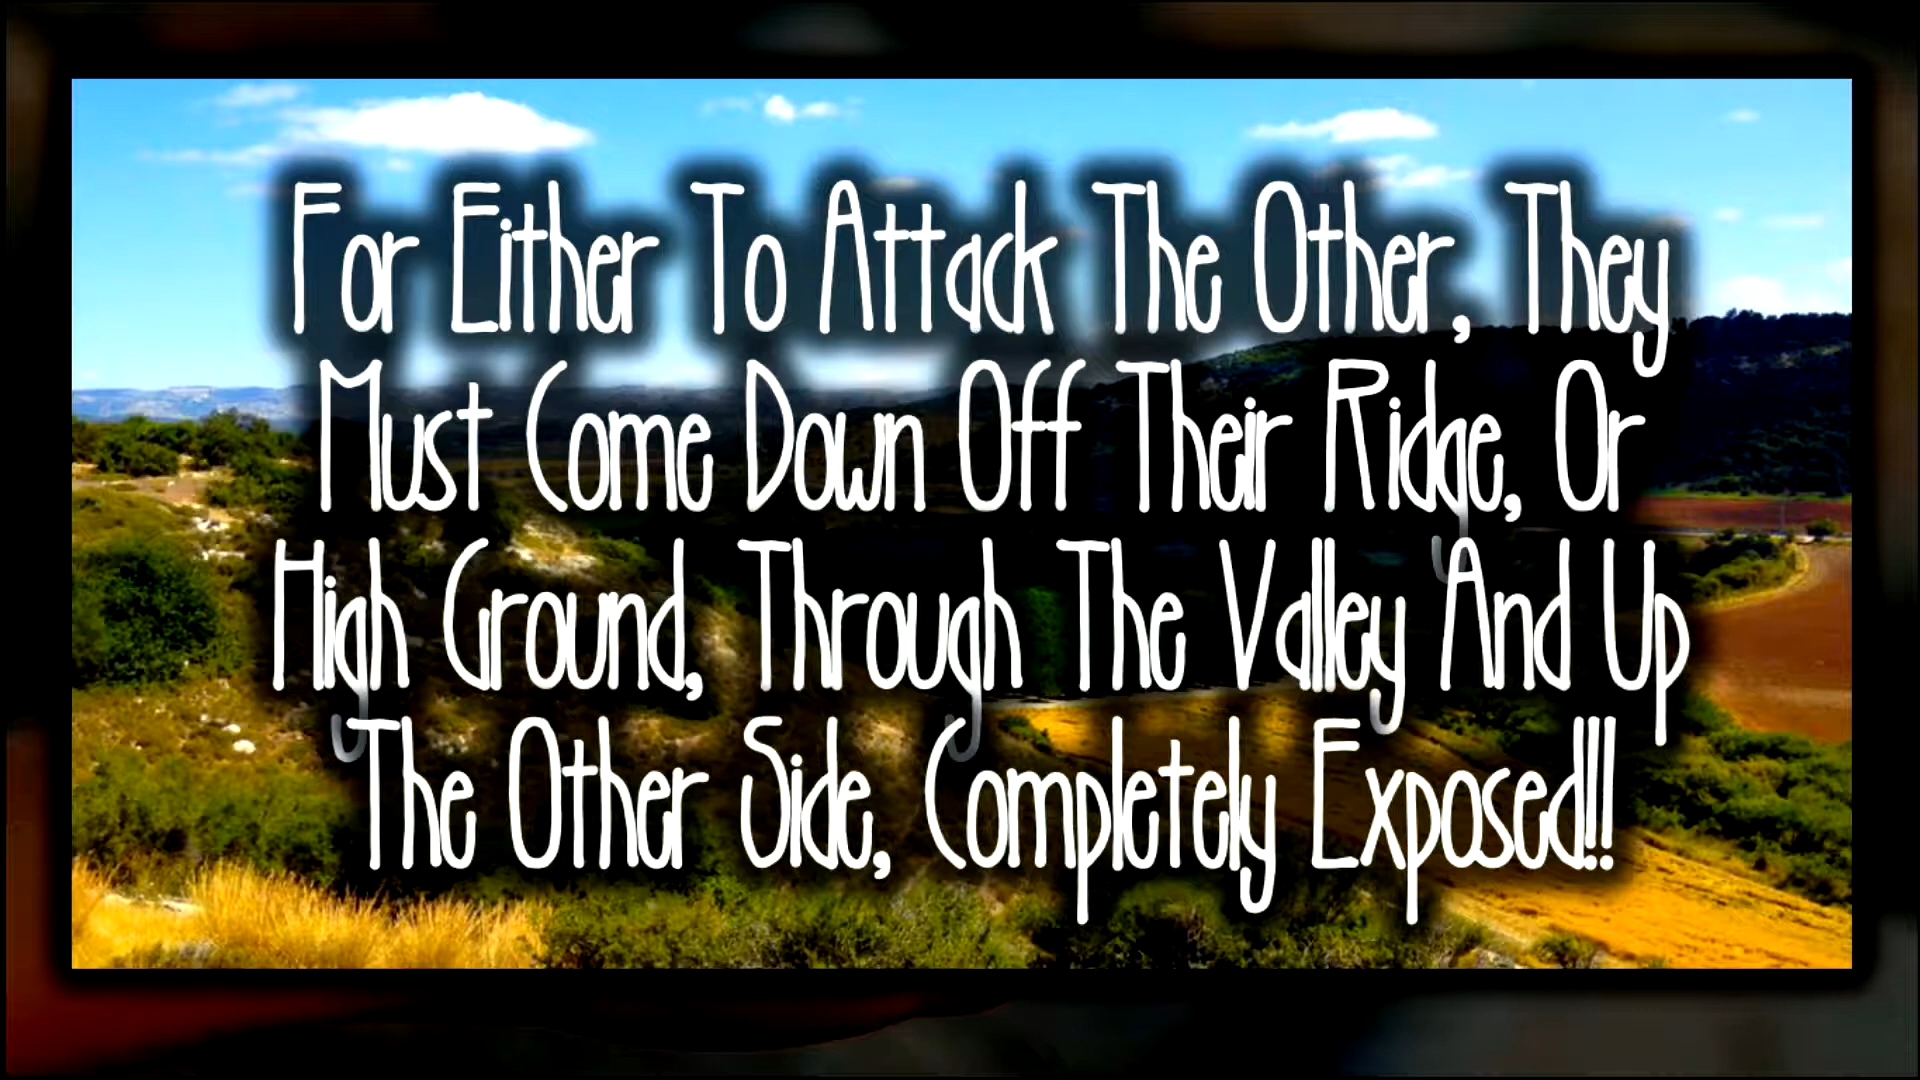 For Either To Attack The Other, They
Must Come Down Off Their Ridge, Or
High Ground, Through The Valley And Up
The Other Side, Completely Exposed!!!